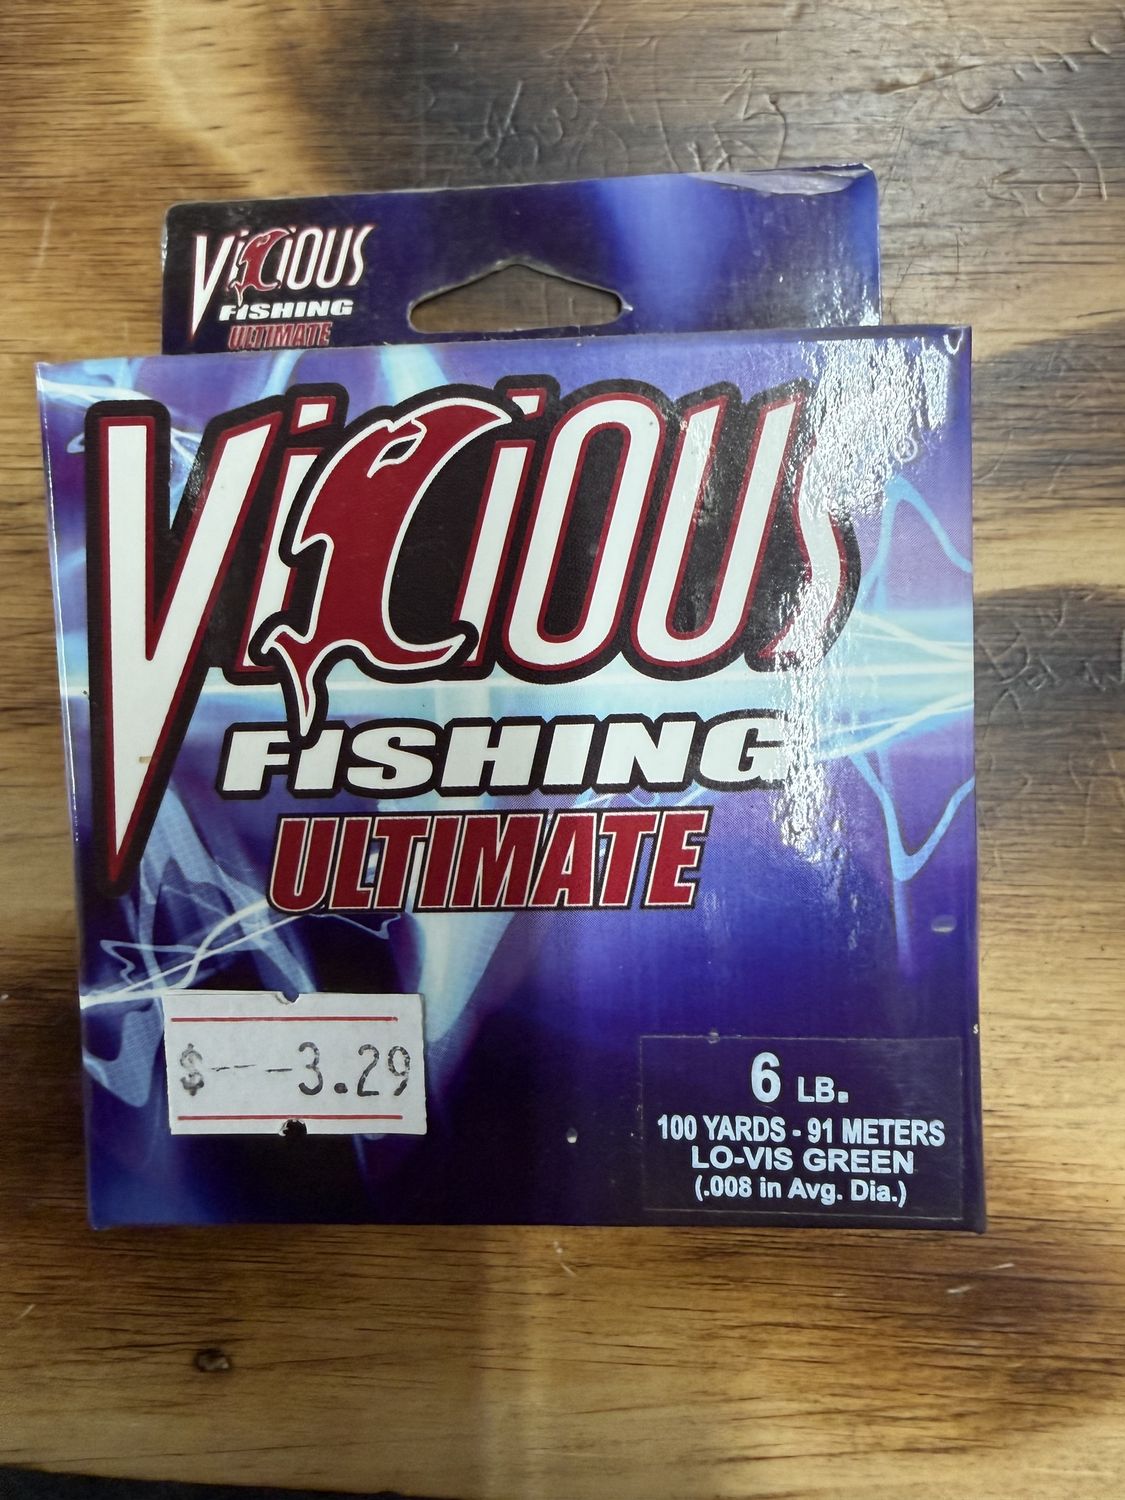 VICIOUS
FISHING
ULTIMATE
VICIOUS®
FISHING
ULTIMATE
$---3.29
6 LB.
100 YARDS - 91 METERS
LO-VIS GREEN
(.008 in Avg. Dia.)